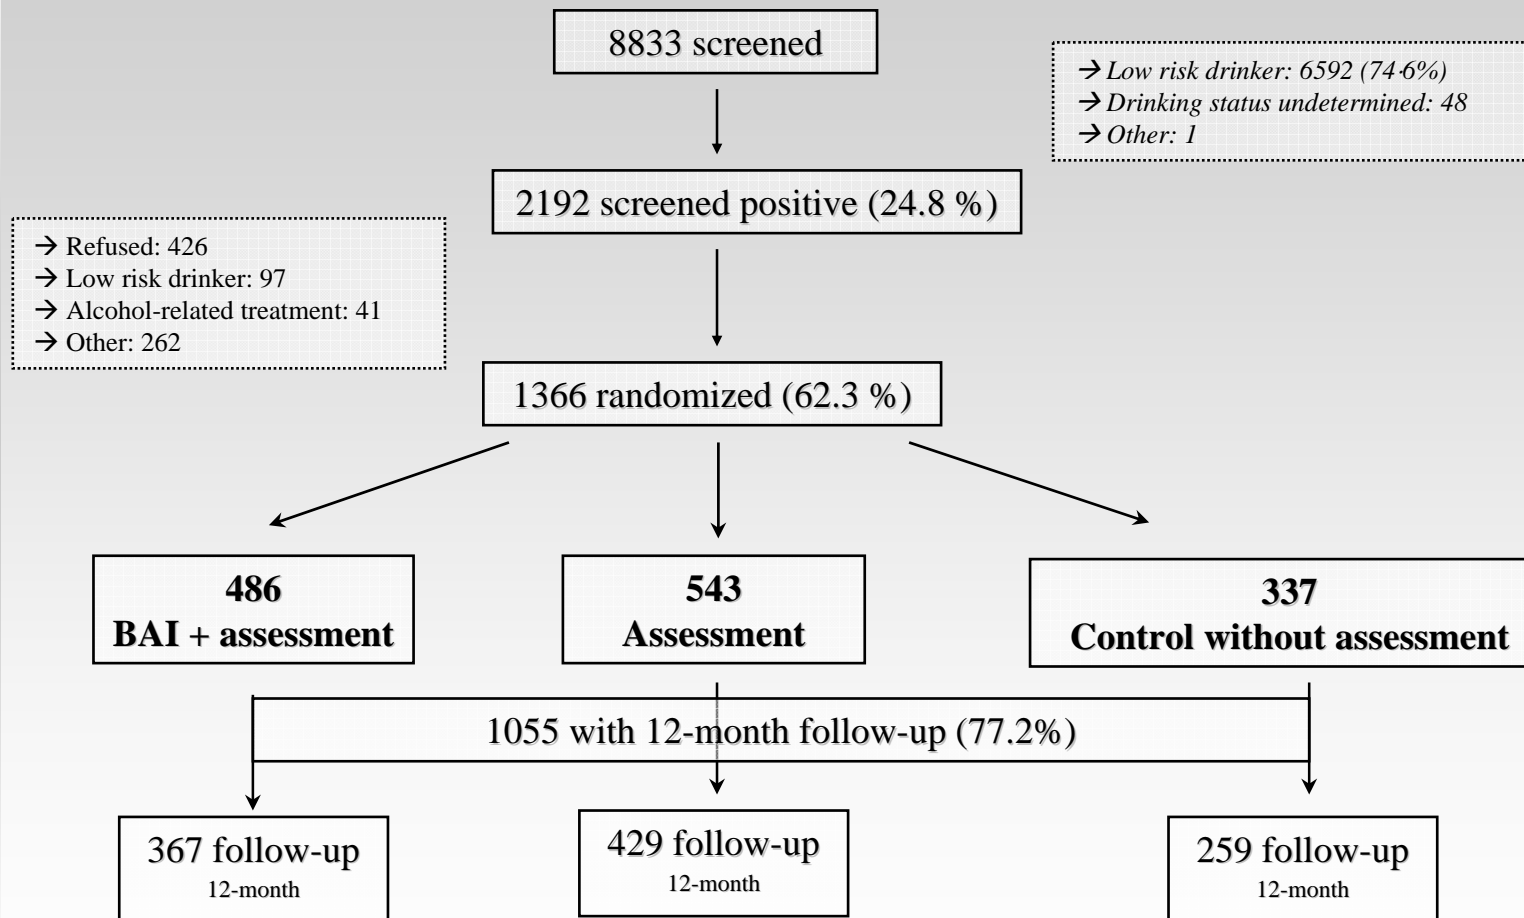 8833 screened
→ Low risk drinker: 6592 (74·6%)
→ Drinking status undetermined: 48
→ Other: 1
2192 screened positive (24.8 %)
→ Refused: 426
→ Low risk drinker: 97
→ Alcohol-related treatment: 41
→ Other: 262
1366 randomized (62.3 %)
486
BAI + assessment
543
Assessment
337
Control without assessment
1055 with 12-month follow-up (77.2%)
367 follow-up
12-month
429 follow-up
12-month
259 follow-up
12-month